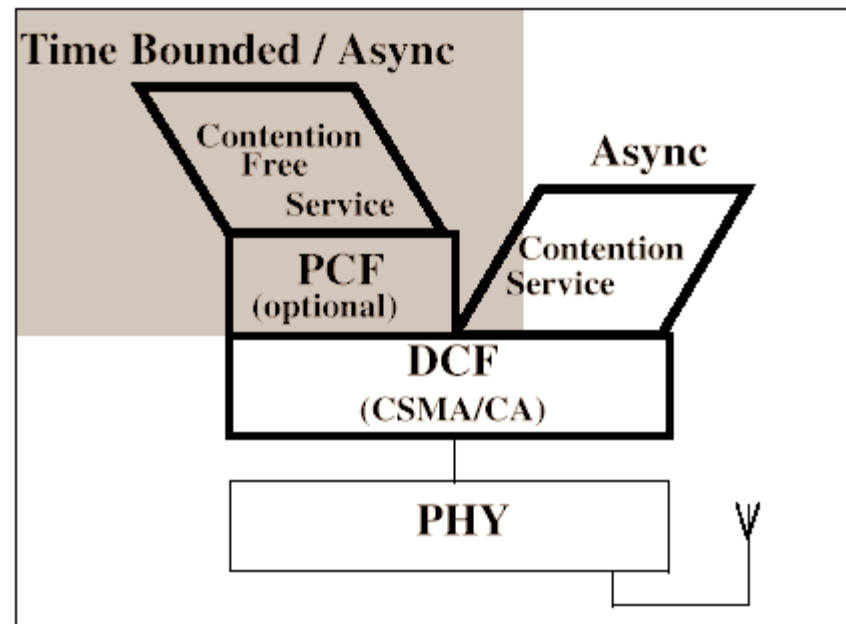 Time Bounded / Async
Contention
Free
Service
Async
Contention
Service
PCF
(optional)
DCF
(CSMA/CA)
PHY